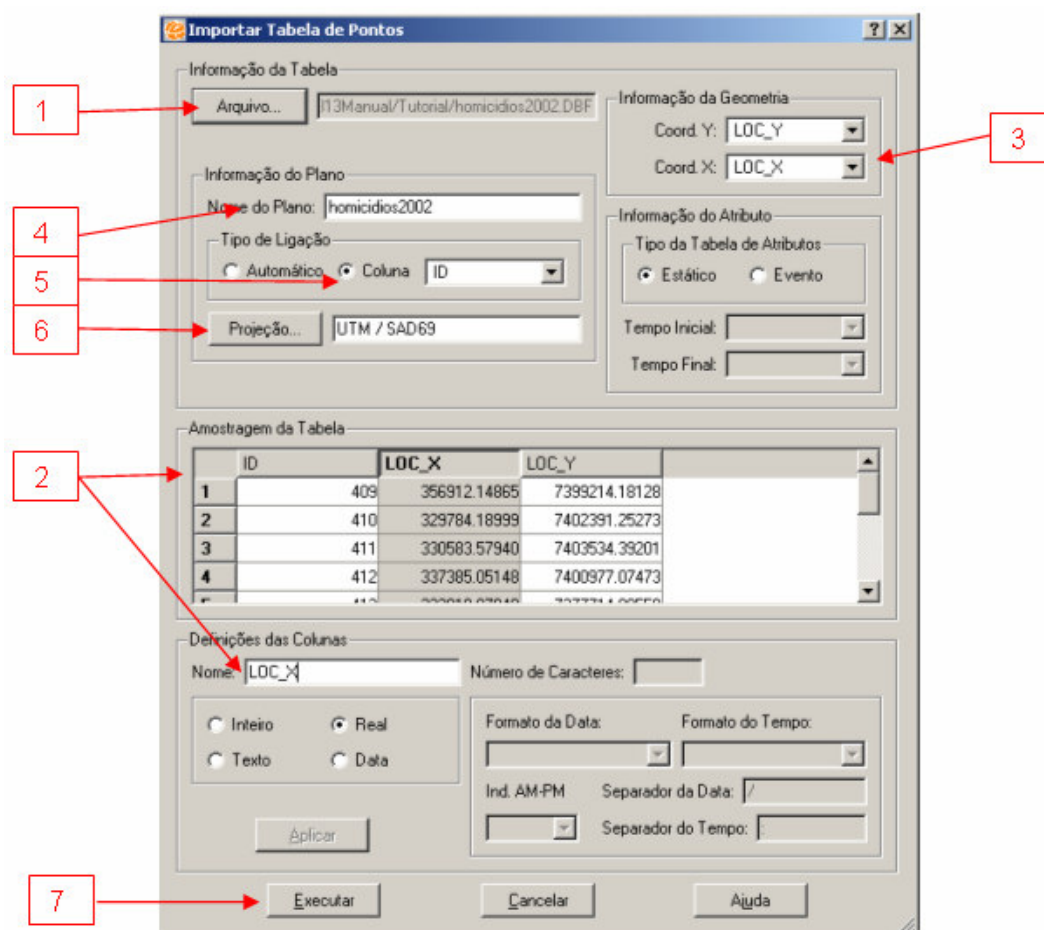 Importar Tabela de Pontos
Informação da Tabela
1
Arquivo...
l13Manual/Tutorial/homicidios2002.DBF
Informação da Geometria
Coord. Y: LOC_Y
Coord. X: LOC_X
3
Informação do Plano
4
Nome do Plano: homicidios2002
Tipo de Ligação
5
Automático
Coluna
ID
6
Projeção...
UTM / SAD69
Informação do Atributo
Tipo da Tabela de Atributos
Estático
Evento
Tempo Inicial:
Tempo Final:
Amostragem da Tabela
2
ID LOC_X LOC_Y
1 409 356912.14865 7399214.18128
2 410 329784.18999 7402391.25273
3 411 330583.57940 7403534.39201
4 412 337385.05148 7400977.07473
Definições das Colunas
Nome: LOC_X
Número de Caracteres:
Inteiro Real
Texto Data
Aplicar
Formato da Data: Formato do Tempo:
Ind. AM-PM Separador da Data: /
Separador do Tempo: :
7
Executar Cancelar Ajuda